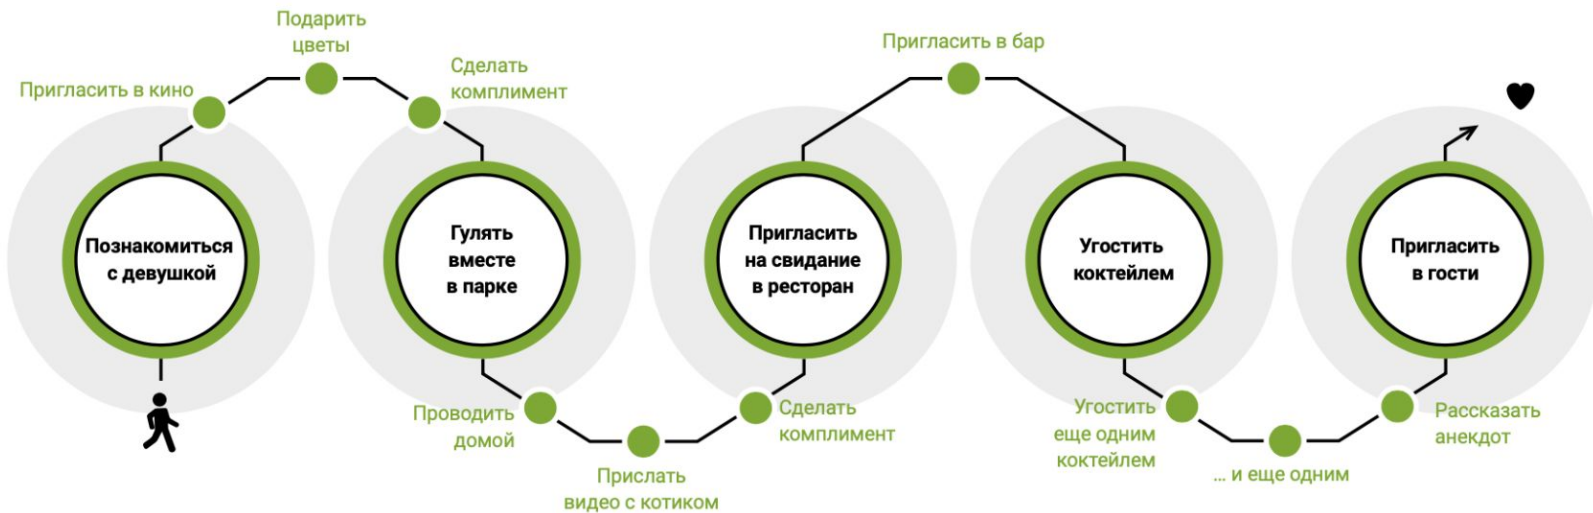 Познакомиться
с девушкой
Пригласить в кино
Подарить
цветы
Сделать
комплимент
Гулять
вместе
в парке
Проводить
домой
Прислать
видео с котиком
Сделать
комплимент
Пригласить
на свидание
в ресторан
Пригласить в бар
Угостить
коктейлем
Угостить
еще одним
коктейлем
... и еще одним
Рассказать
анекдот
Пригласить
в гости